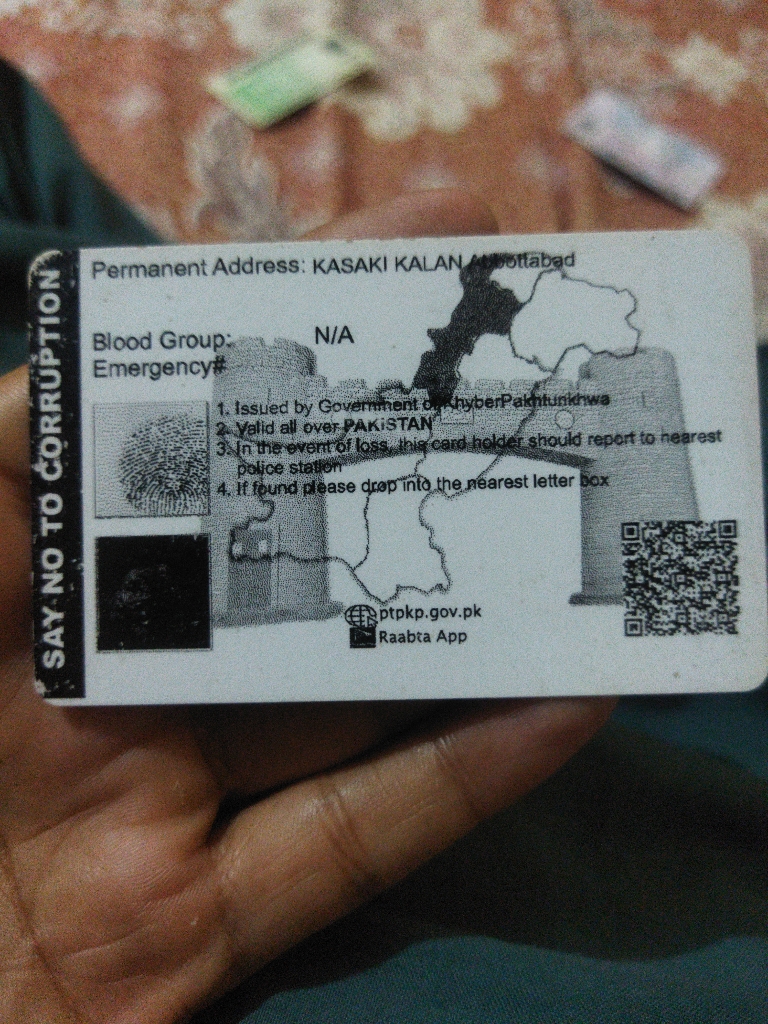 SAY NO TO CORRUPTION
Permanent Address: KASAKI KALAN Abbottabad
Blood Group: N/A
Emergency#
1. Issued by Government of KhyberPakhtunkhwa
2. Valid all over PAKiSTAN
3. In the event of loss, this card holder should report to nearest
police station
4. If found please drop into the nearest letter box
ptpkp.gov.pk
Raabta App